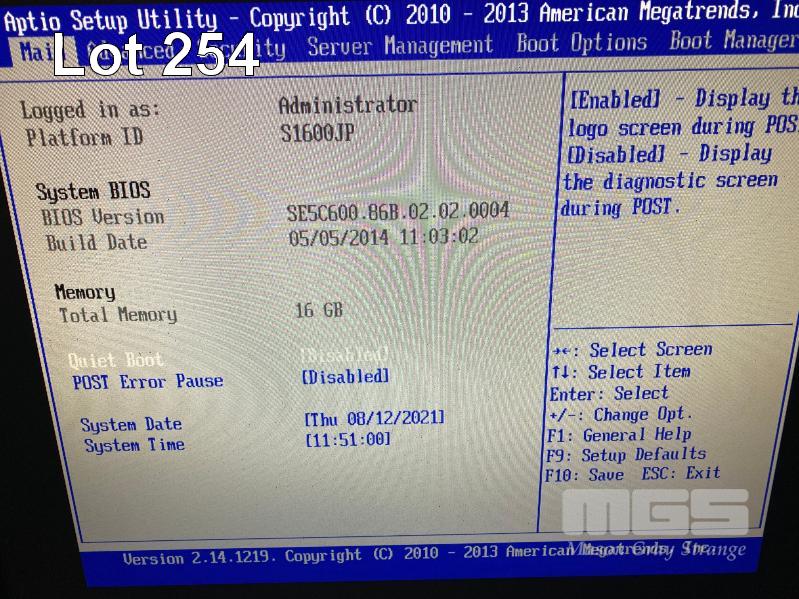 Aptio Setup Utility - Copyright (C) 2010 - 2013 American Megatrends, Inc
Main Advanced Security Server Management Boot Options Boot Manager
Lot 254
Logged in as: Administrator
Platform ID S1600JP
System BIOS
BIOS Version SE5C600.86B.02.02.0004
Build Date 05/05/2014 11:03:02
Memory
Total Memory 16 GB
Quiet Boot [Disabled]
POST Error Pause [Disabled]
System Date [Thu 08/12/2021]
System Time [11:51:00]
[Enabled] - Display th
logo screen during POS
[Disabled] - Display
the diagnostic screen
during POST.
→←: Select Screen
↑↓: Select Item
Enter: Select
+/-: Change Opt.
F1: General Help
F9: Setup Defaults
F10: Save ESC: Exit
MGS
Version 2.14.1219. Copyright (C) 2010 - 2013 American Megatrends, Inc.